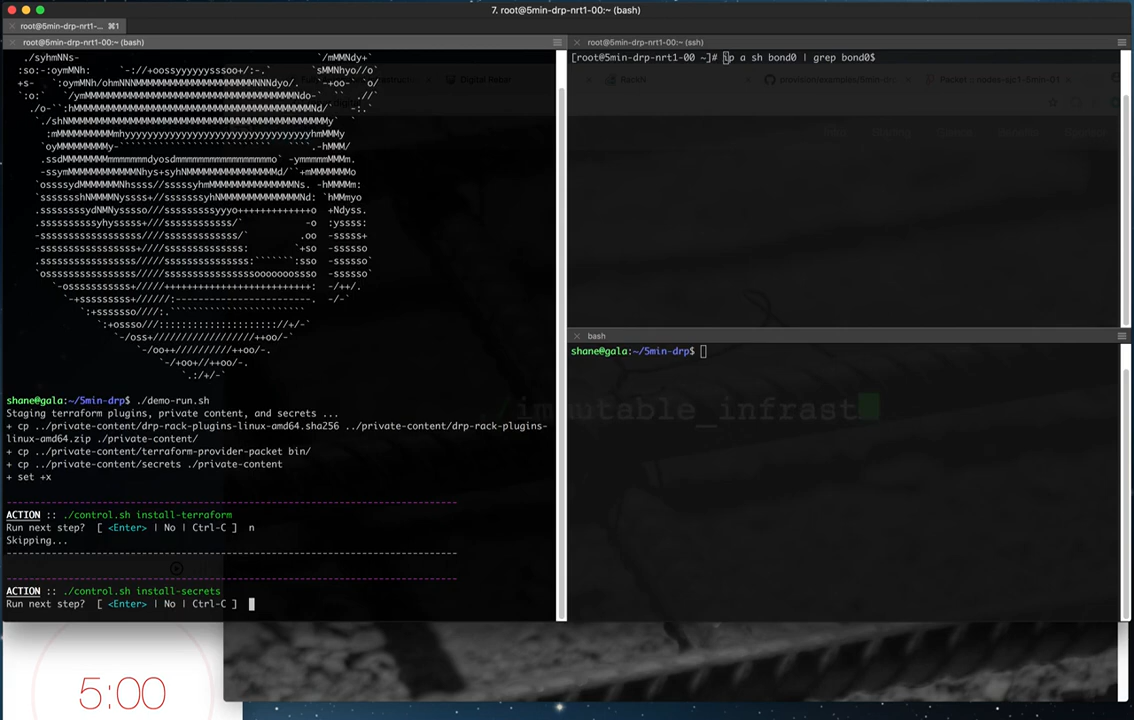 7. root@5min-drp-nrt1-00:~ (bash)
root@5min-drp-nrt1-... ⌘1
root@5min-drp-nrt1-00:~ (bash)
shane@gala:~/5min-drp$ ./demo-run.sh
Staging terraform plugins, private content, and secrets ...
+ cp ../private-content/drp-rack-plugins-linux-amd64.sha256 ../private-content/drp-rack-plugins-
linux-amd64.zip ./private-content/
+ cp ../private-content/terraform-provider-packet bin/
+ cp ../private-content/secrets ./private-content
+ set +x
ACTION :: ./control.sh install-terraform
Run next step? [ <Enter> | No | Ctrl-C ] n
Skipping...
ACTION :: ./control.sh install-secrets
Run next step? [ <Enter> | No | Ctrl-C ]
root@5min-drp-nrt1-00:~ (ssh)
[root@5min-drp-nrt1-00 ~]# ip a sh bond0 | grep bond0$
bash
shane@gala:~/5min-drp$
./immutable_infrast
5:00